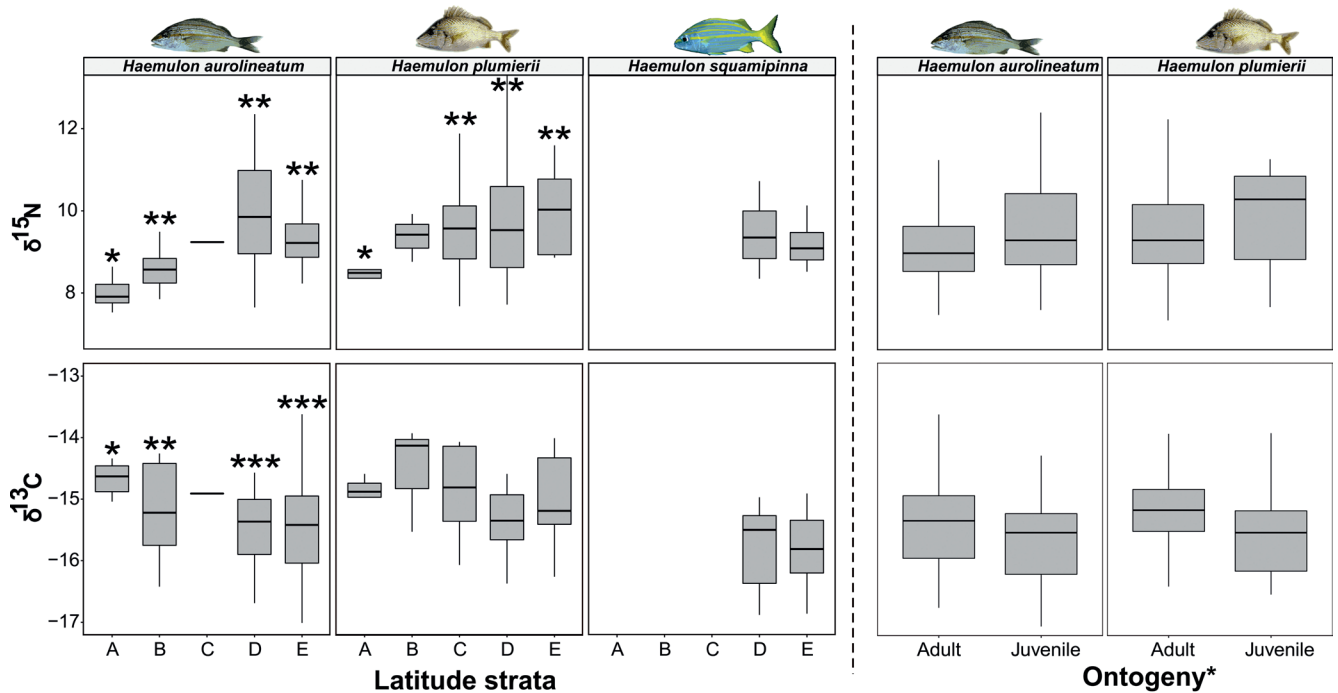 Haemulon aurolineatum Haemulon plumierii Haemulon squamipinna Haemulon aurolineatum Haemulon plumierii
δ15N
12
10
8
* ** ** **
* ** ** **
δ13C
−13
−14
−15
−16
−17
* ** *** ***
A B C D E A B C D E A B C D E
Adult Juvenile Adult Juvenile
Latitude strata
Ontogeny*